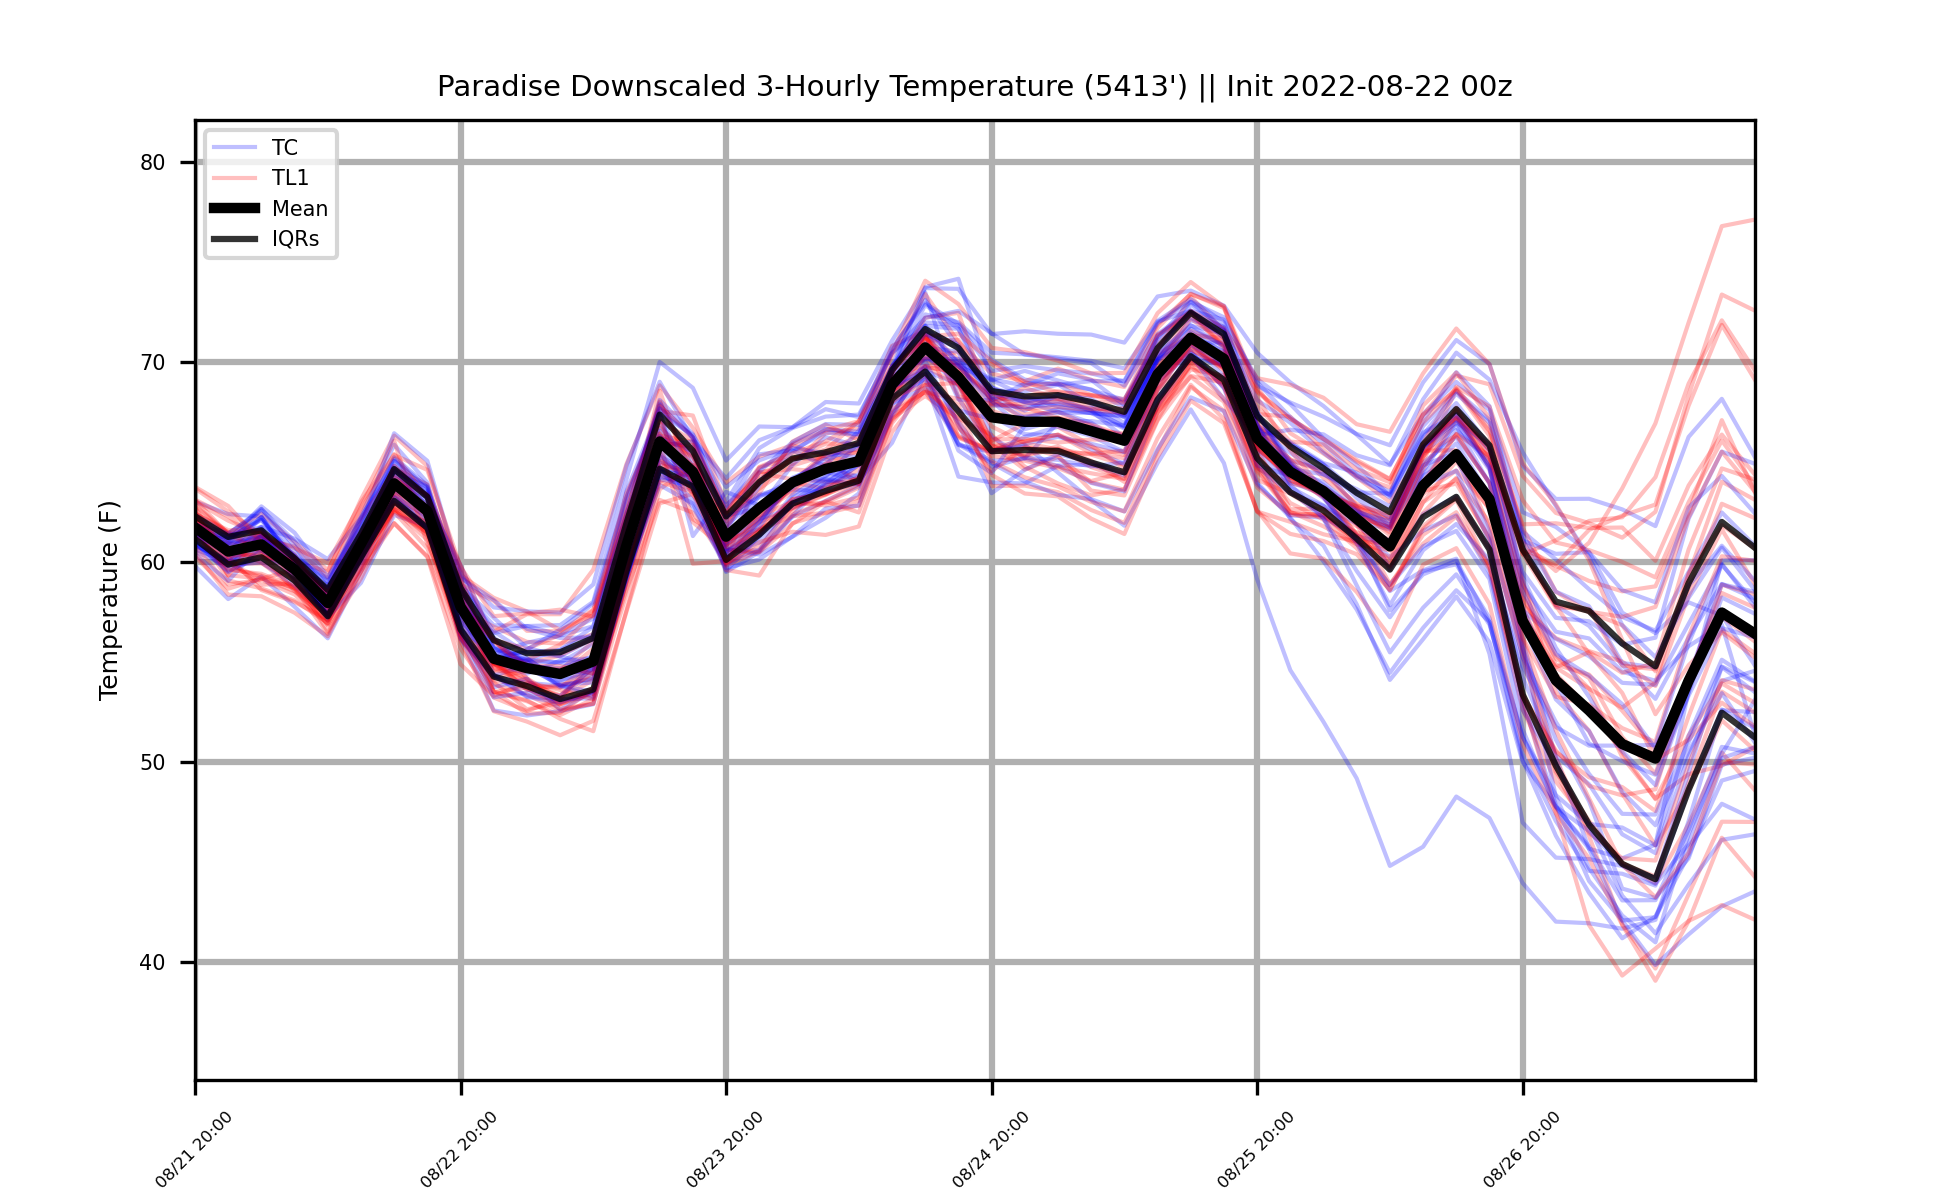 Paradise Downscaled 3-Hourly Temperature (5413') || Init 2022-08-22 00z
TC
TL1
Mean
IQRs
Temperature (F)
80
70
60
50
40
08/21 20:00
08/22 20:00
08/23 20:00
08/24 20:00
08/25 20:00
08/26 20:00